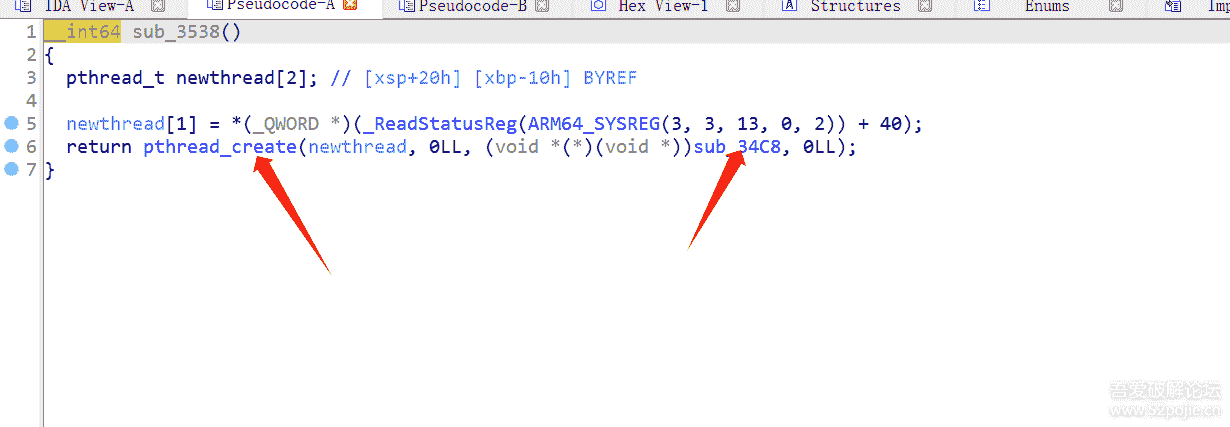 IDA View-A Pseudocode-A Pseudocode-B Hex View-1 Structures Enums Imp
1 __int64 sub_3538()
2 {
3 pthread_t newthread[2]; // [xsp+20h] [xbp-10h] BYREF
4
5 newthread[1] = *(_QWORD *)(_ReadStatusReg(ARM64_SYSREG(3, 3, 13, 0, 2)) + 40);
6 return pthread_create(newthread, 0LL, (void *(*)(void *))sub_34C8, 0LL);
7 }
吾爱破解论坛
www.52pojie.cn